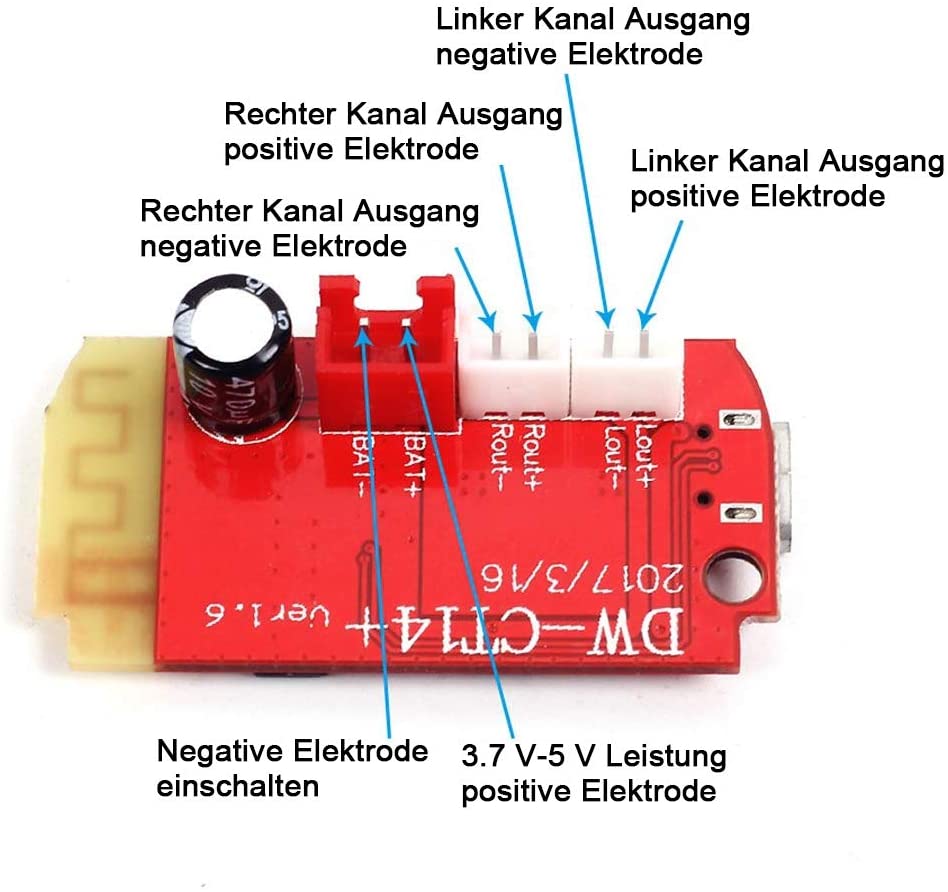 Linker Kanal Ausgang
negative Elektrode
Rechter Kanal Ausgang
positive Elektrode
Linker Kanal Ausgang
positive Elektrode
Rechter Kanal Ausgang
negative Elektrode
470µ
10
BAT-
BAT+
Rout-
Rout+
Lout-
Lout+
2017/3/16
DW-CT14+ Ver1.6
Negative Elektrode
einschalten
3.7 V-5 V Leistung
positive Elektrode